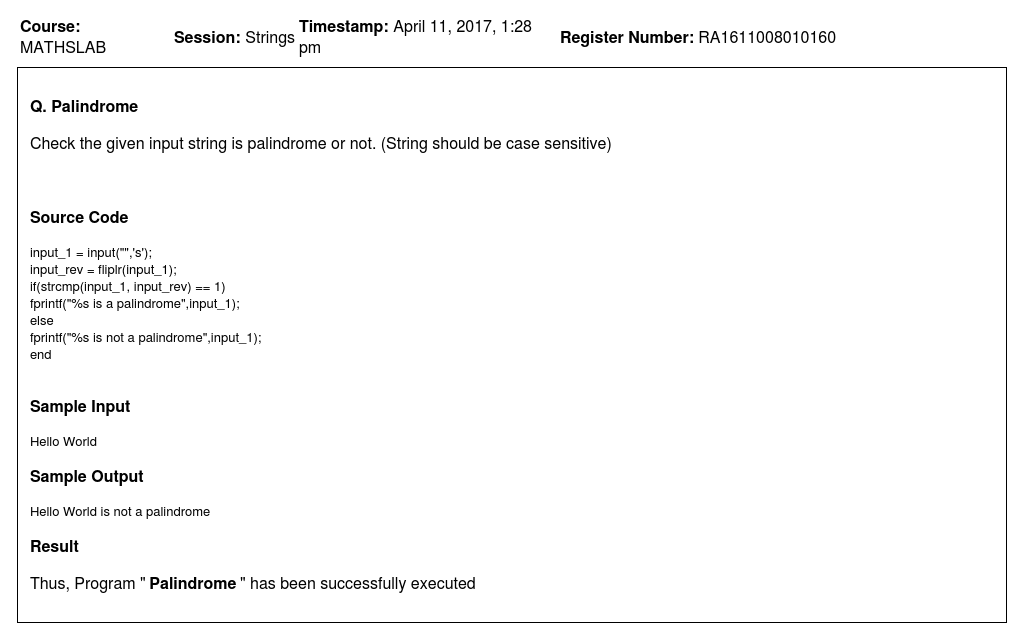 Course:
MATHSLAB
Session: Strings
Timestamp: April 11, 2017, 1:28
pm
Register Number: RA1611008010160
Q. Palindrome
Check the given input string is palindrome or not. (String should be case sensitive)
Source Code
input_1 = input("",'s');
input_rev = fliplr(input_1);
if(strcmp(input_1, input_rev) == 1)
fprintf("%s is a palindrome",input_1);
else
fprintf("%s is not a palindrome",input_1);
end
Sample Input
Hello World
Sample Output
Hello World is not a palindrome
Result
Thus, Program " Palindrome " has been successfully executed